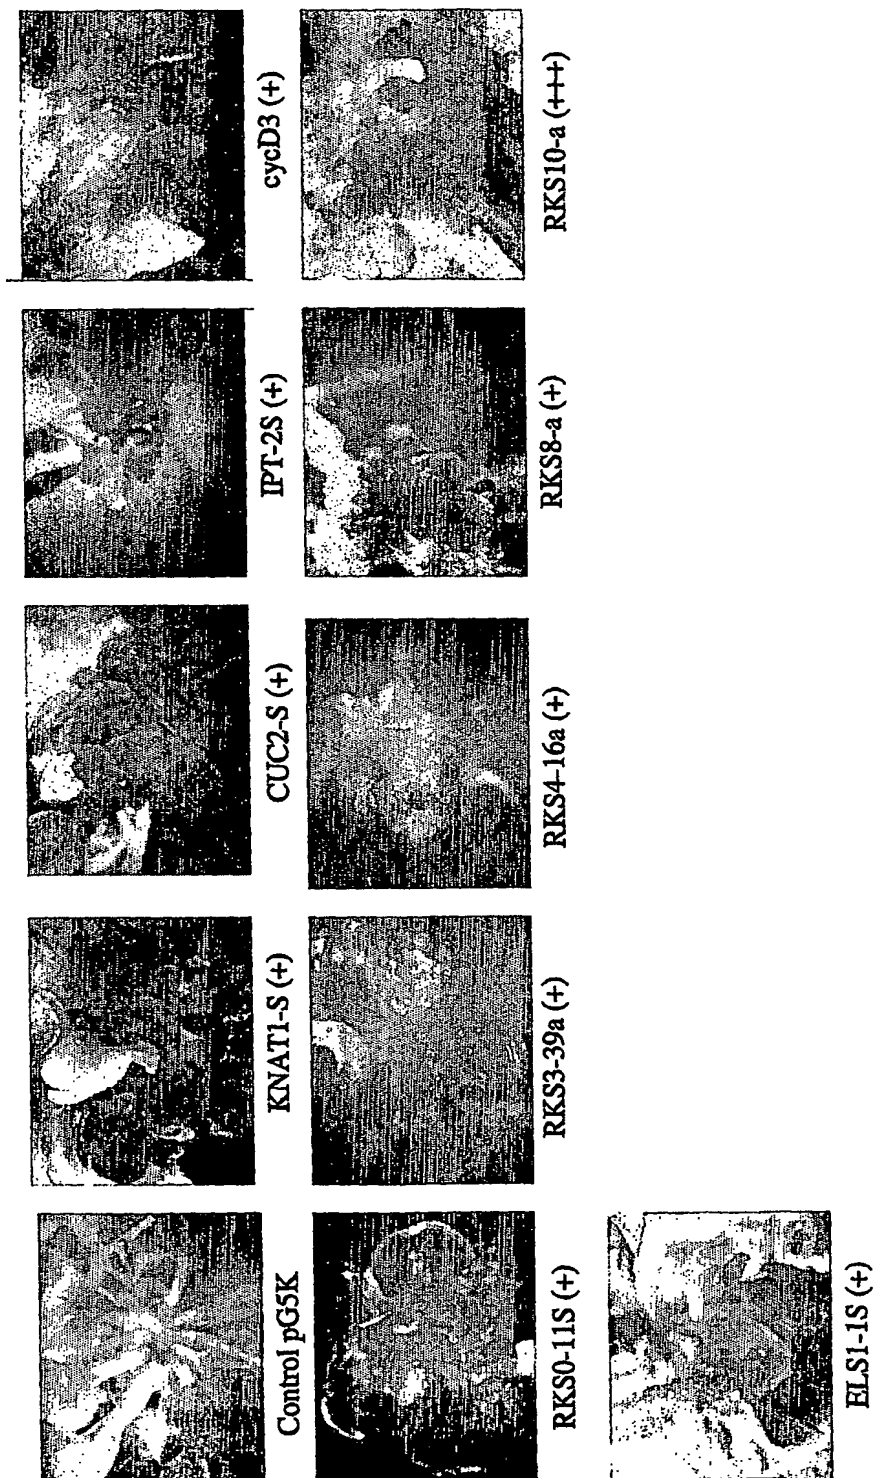 Control pG5K
KNAT1-S (+)
CUC2-S (+)
IPT-2S (+)
cycD3 (+)
RKS0-11S (+)
RKS3-39a (+)
RKS4-16a (+)
RKS8-a (+)
RKS10-a (+++)
ELS1-1S (+)